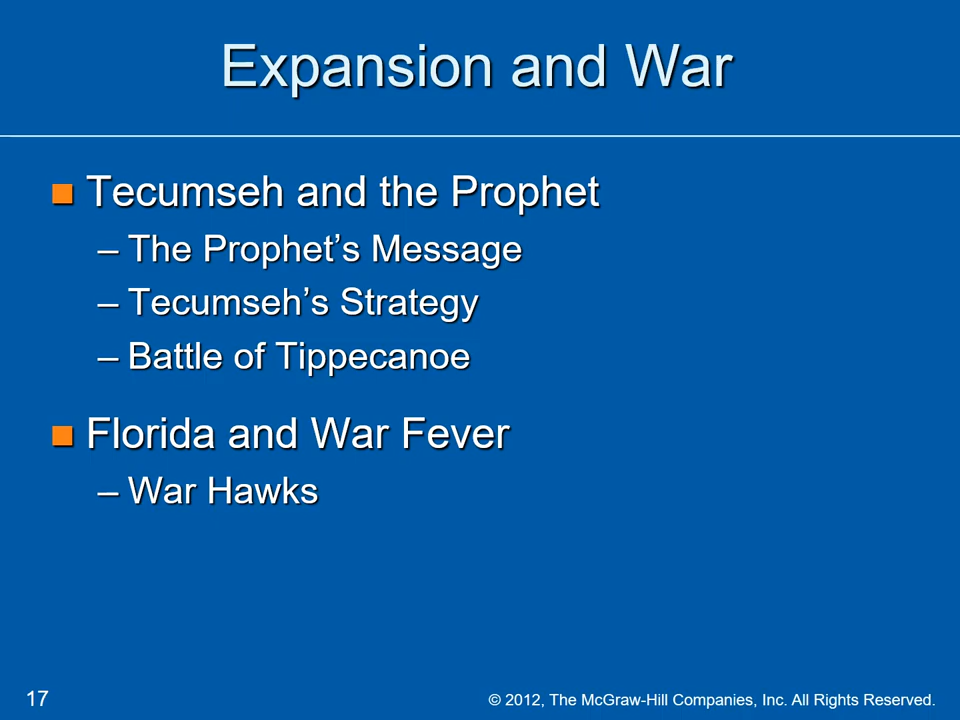 Expansion and War
■ Tecumseh and the Prophet
– The Prophet’s Message
– Tecumseh’s Strategy
– Battle of Tippecanoe
■ Florida and War Fever
– War Hawks
17
© 2012, The McGraw-Hill Companies, Inc. All Rights Reserved.